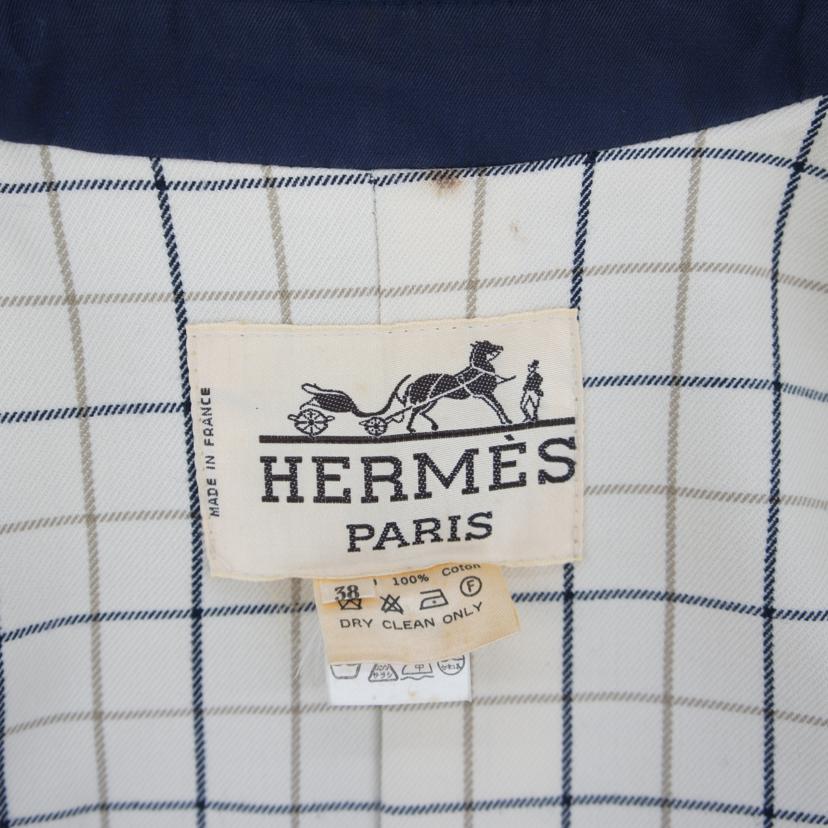 MADE IN FRANCE
HERMÈS
PARIS
38
100% Coton
F
DRY CLEAN ONLY